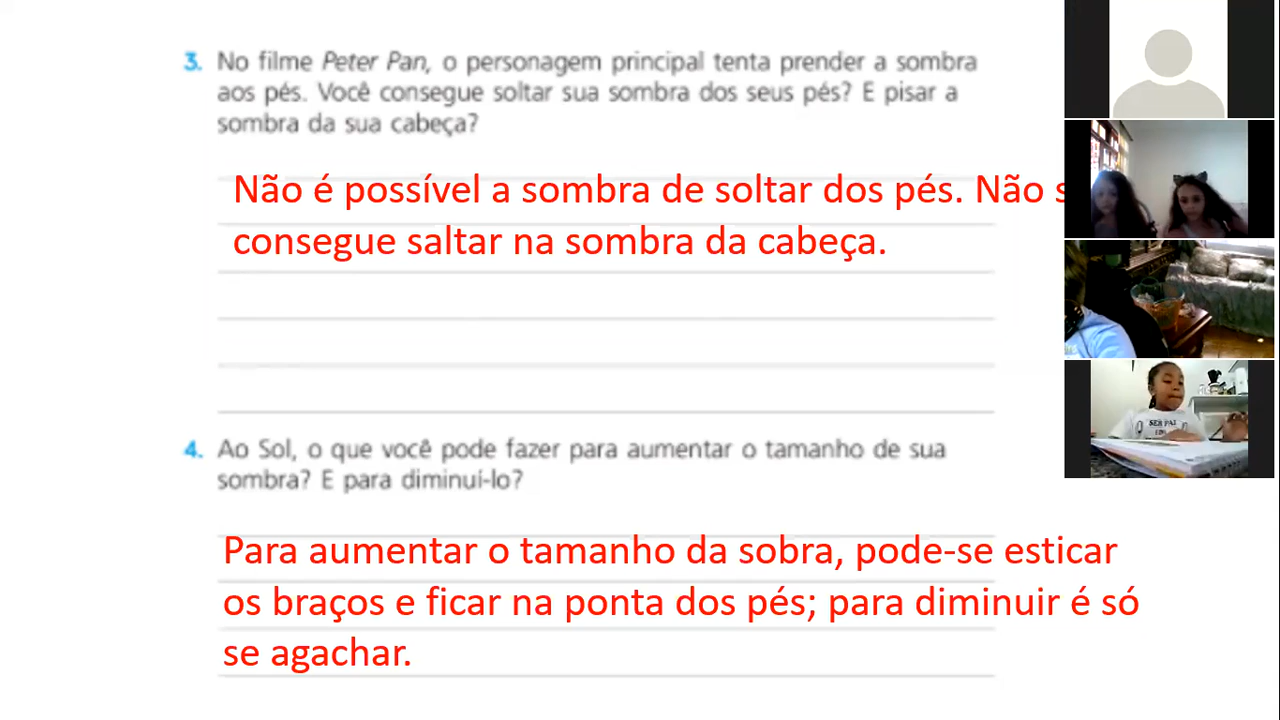 3. No filme Peter Pan, o personagem principal tenta prender a sombra
aos pés. Você consegue soltar sua sombra dos seus pés? E pisar a
sombra da sua cabeça?
Não é possível a sombra de soltar dos pés. Não s
consegue saltar na sombra da cabeça.
4. Ao Sol, o que você pode fazer para aumentar o tamanho de sua
sombra? E para diminuí-lo?
Para aumentar o tamanho da sobra, pode-se esticar
os braços e ficar na ponta dos pés; para diminuir é só
se agachar.
SER PAI